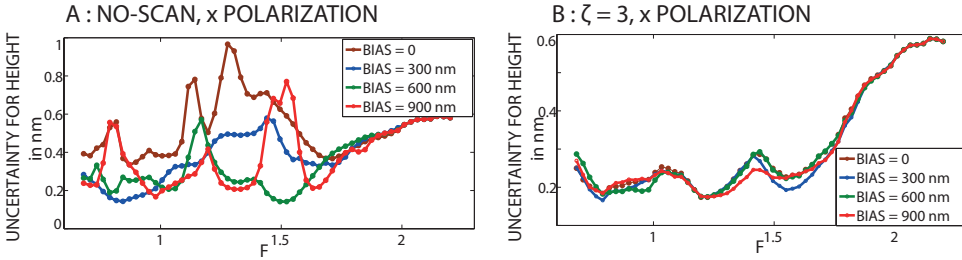 A : NO-SCAN, x POLARIZATION
UNCERTAINTY FOR HEIGHT
in nm
1
0.8
0.6
0.4
0.2
0
1
1.5
2
F
BIAS = 0
BIAS = 300 nm
BIAS = 600 nm
BIAS = 900 nm
B : ζ = 3, x POLARIZATION
UNCERTAINTY FOR HEIGHT
in nm
0.6
0.4
0.2
1
1.5
2
F
BIAS = 0
BIAS = 300 nm
BIAS = 600 nm
BIAS = 900 nm